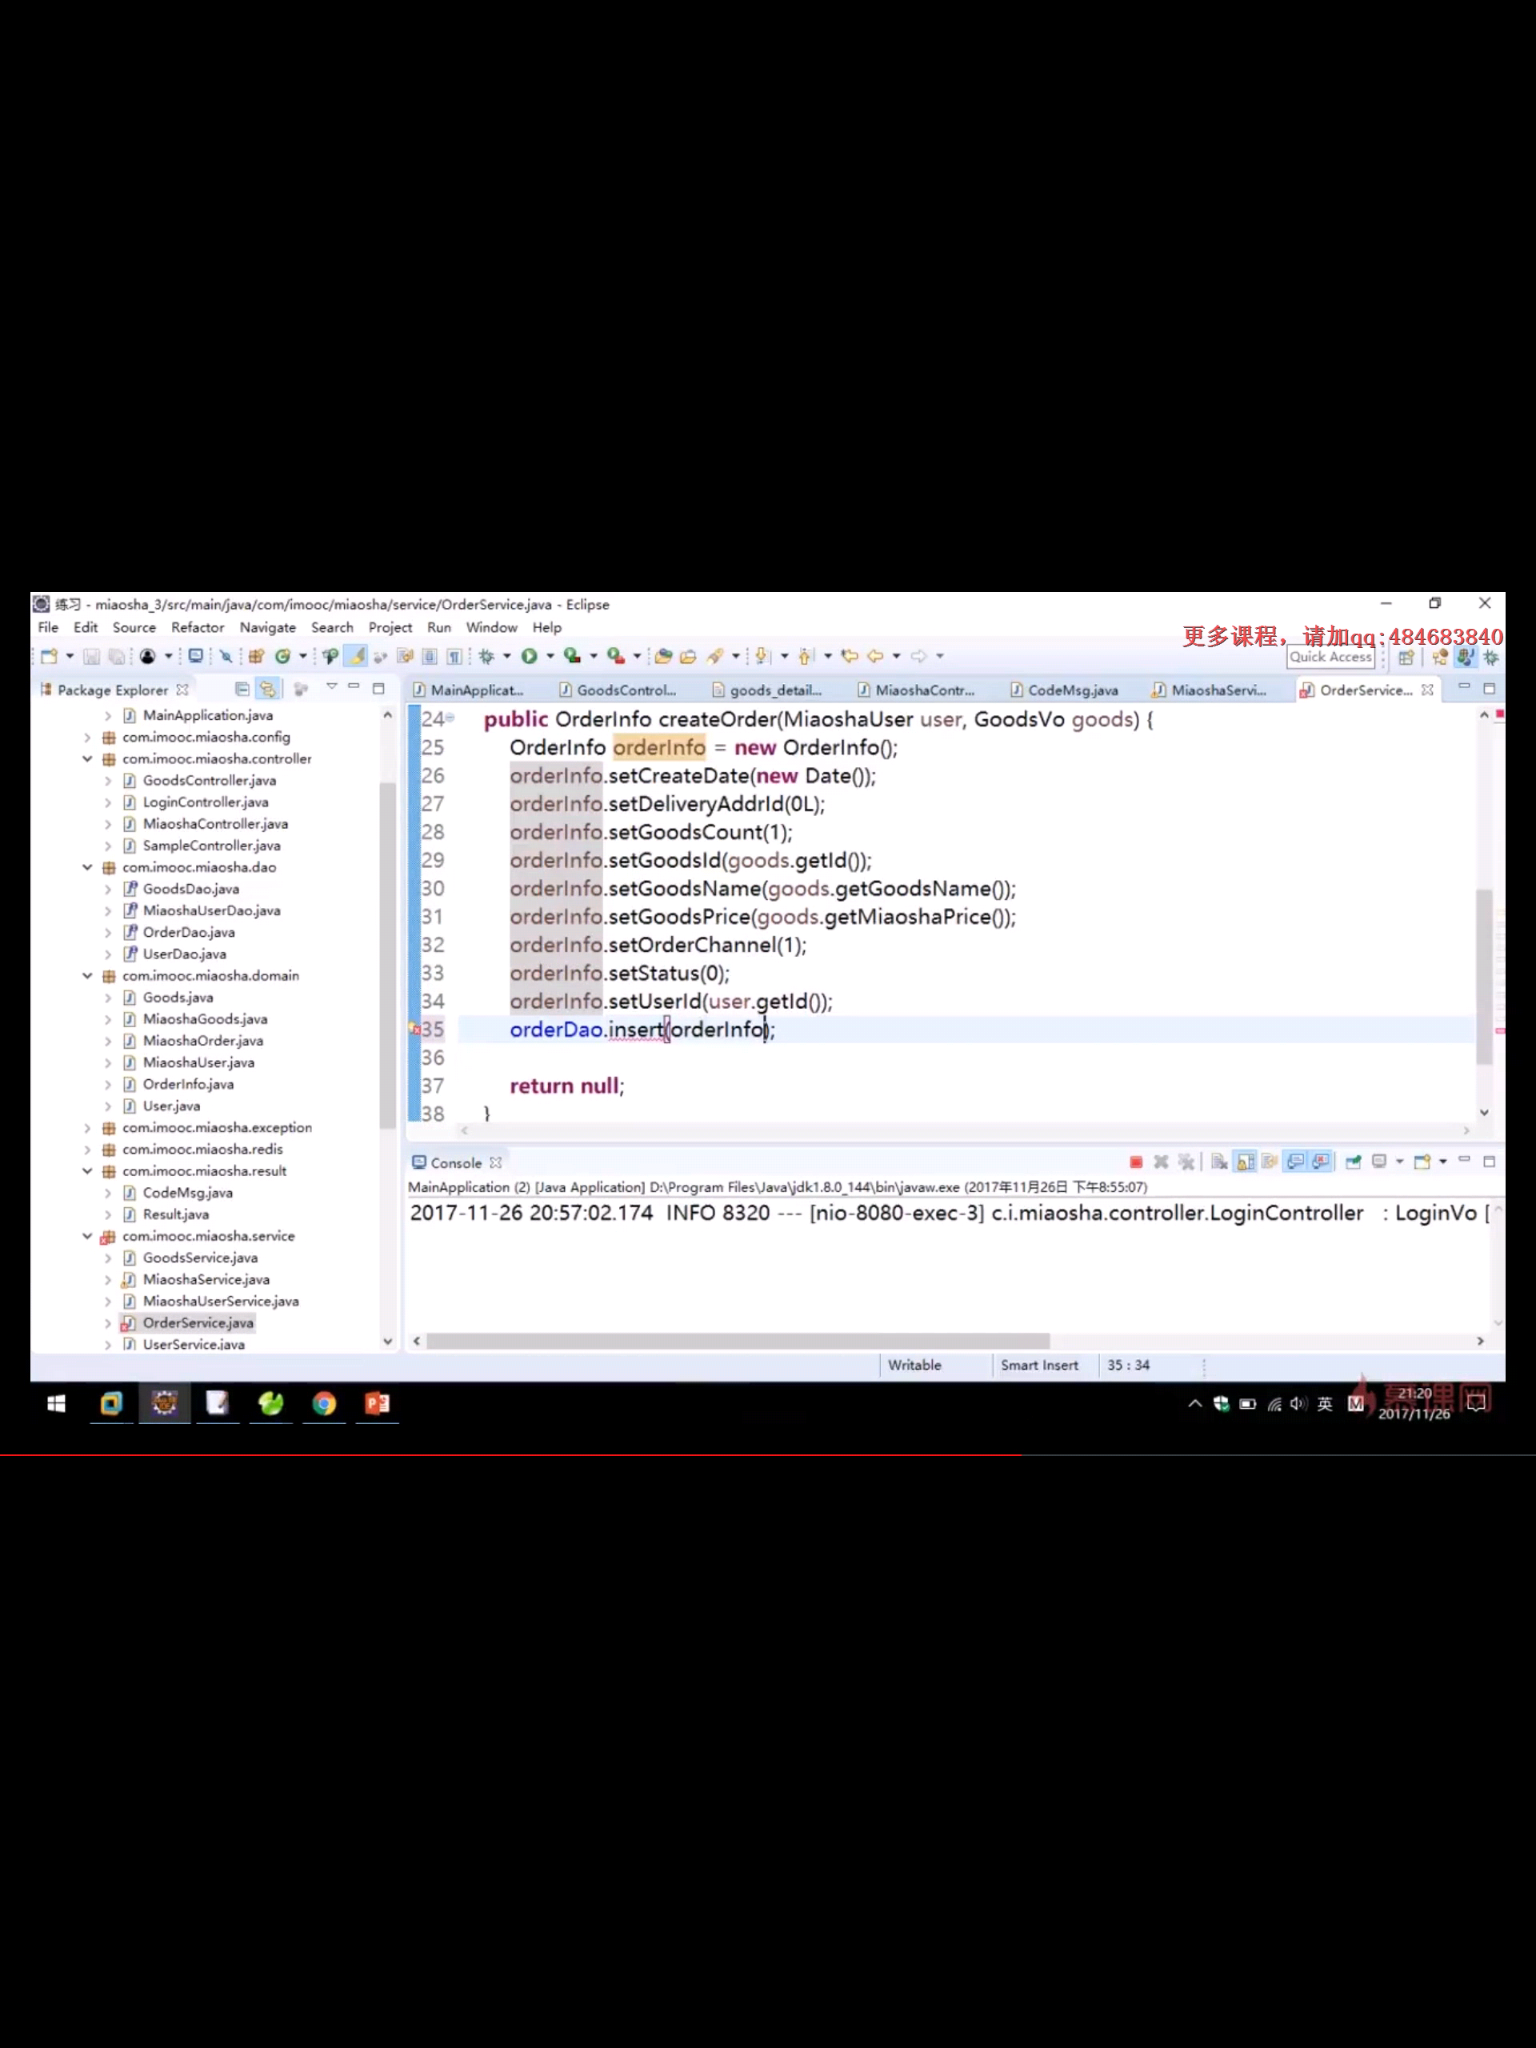 练习 - miaosha_3/src/main/java/com/imooc/miaosha/service/OrderService.java - Eclipse
File Edit Source Refactor Navigate Search Project Run Window Help
更多课程，请加qq:484683840
Quick Access
Package Explorer
MainApplicat...
GoodsControl...
goods_detail...
MiaoshaContr...
CodeMsg.java
MiaoshaServi...
OrderService...
MainApplication.java
com.imooc.miaosha.config
com.imooc.miaosha.controller
GoodsController.java
LoginController.java
MiaoshaController.java
SampleController.java
com.imooc.miaosha.dao
GoodsDao.java
MiaoshaUserDao.java
OrderDao.java
UserDao.java
com.imooc.miaosha.domain
Goods.java
MiaoshaGoods.java
MiaoshaOrder.java
MiaoshaUser.java
OrderInfo.java
User.java
com.imooc.miaosha.exception
com.imooc.miaosha.redis
com.imooc.miaosha.result
CodeMsg.java
Result.java
com.imooc.miaosha.service
GoodsService.java
MiaoshaService.java
MiaoshaUserService.java
OrderService.java
UserService.java
24 public OrderInfo createOrder(MiaoshaUser user, GoodsVo goods) {
25 OrderInfo orderInfo = new OrderInfo();
26 orderInfo.setCreateDate(new Date());
27 orderInfo.setDeliveryAddrId(0L);
28 orderInfo.setGoodsCount(1);
29 orderInfo.setGoodsId(goods.getId());
30 orderInfo.setGoodsName(goods.getGoodsName());
31 orderInfo.setGoodsPrice(goods.getMiaoshaPrice());
32 orderInfo.setOrderChannel(1);
33 orderInfo.setStatus(0);
34 orderInfo.setUserId(user.getId());
35 orderDao.insert(orderInfo);
36
37 return null;
38 }
Console
MainApplication (2) [Java Application] D:\Program Files\Java\jdk1.8.0_144\bin\javaw.exe (2017年11月26日 下午8:55:07)
2017-11-26 20:57:02.174 INFO 8320 --- [nio-8080-exec-3] c.i.miaosha.controller.LoginController : LoginVo [
Writable
Smart Insert
35 : 34
英
M
慕课网
21:20
2017/11/26